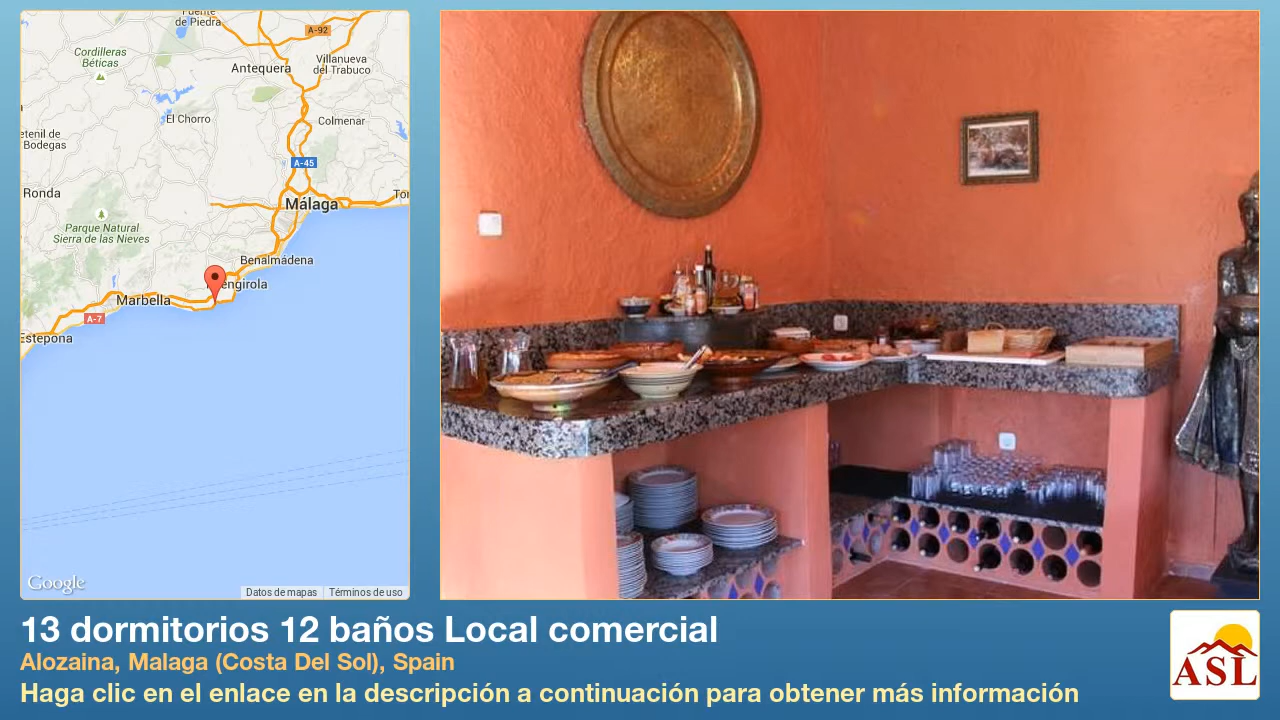 Fuente
de Piedra
A-92
Cordilleras
Béticas
Antequera
Villanueva
del Trabuco
El Chorro
Colmenar
etenil de
Bodegas
A-45
Ronda
Málaga
Parque Natural
Sierra de las Nieves
Benalmádena
engirola
Marbella
A-7
Estepona
Google
Datos de mapas
Términos de uso
13 dormitorios 12 baños Local comercial
Alozaina, Malaga (Costa Del Sol), Spain
Haga clic en el enlace en la descripción a continuación para obtener más información
ASL